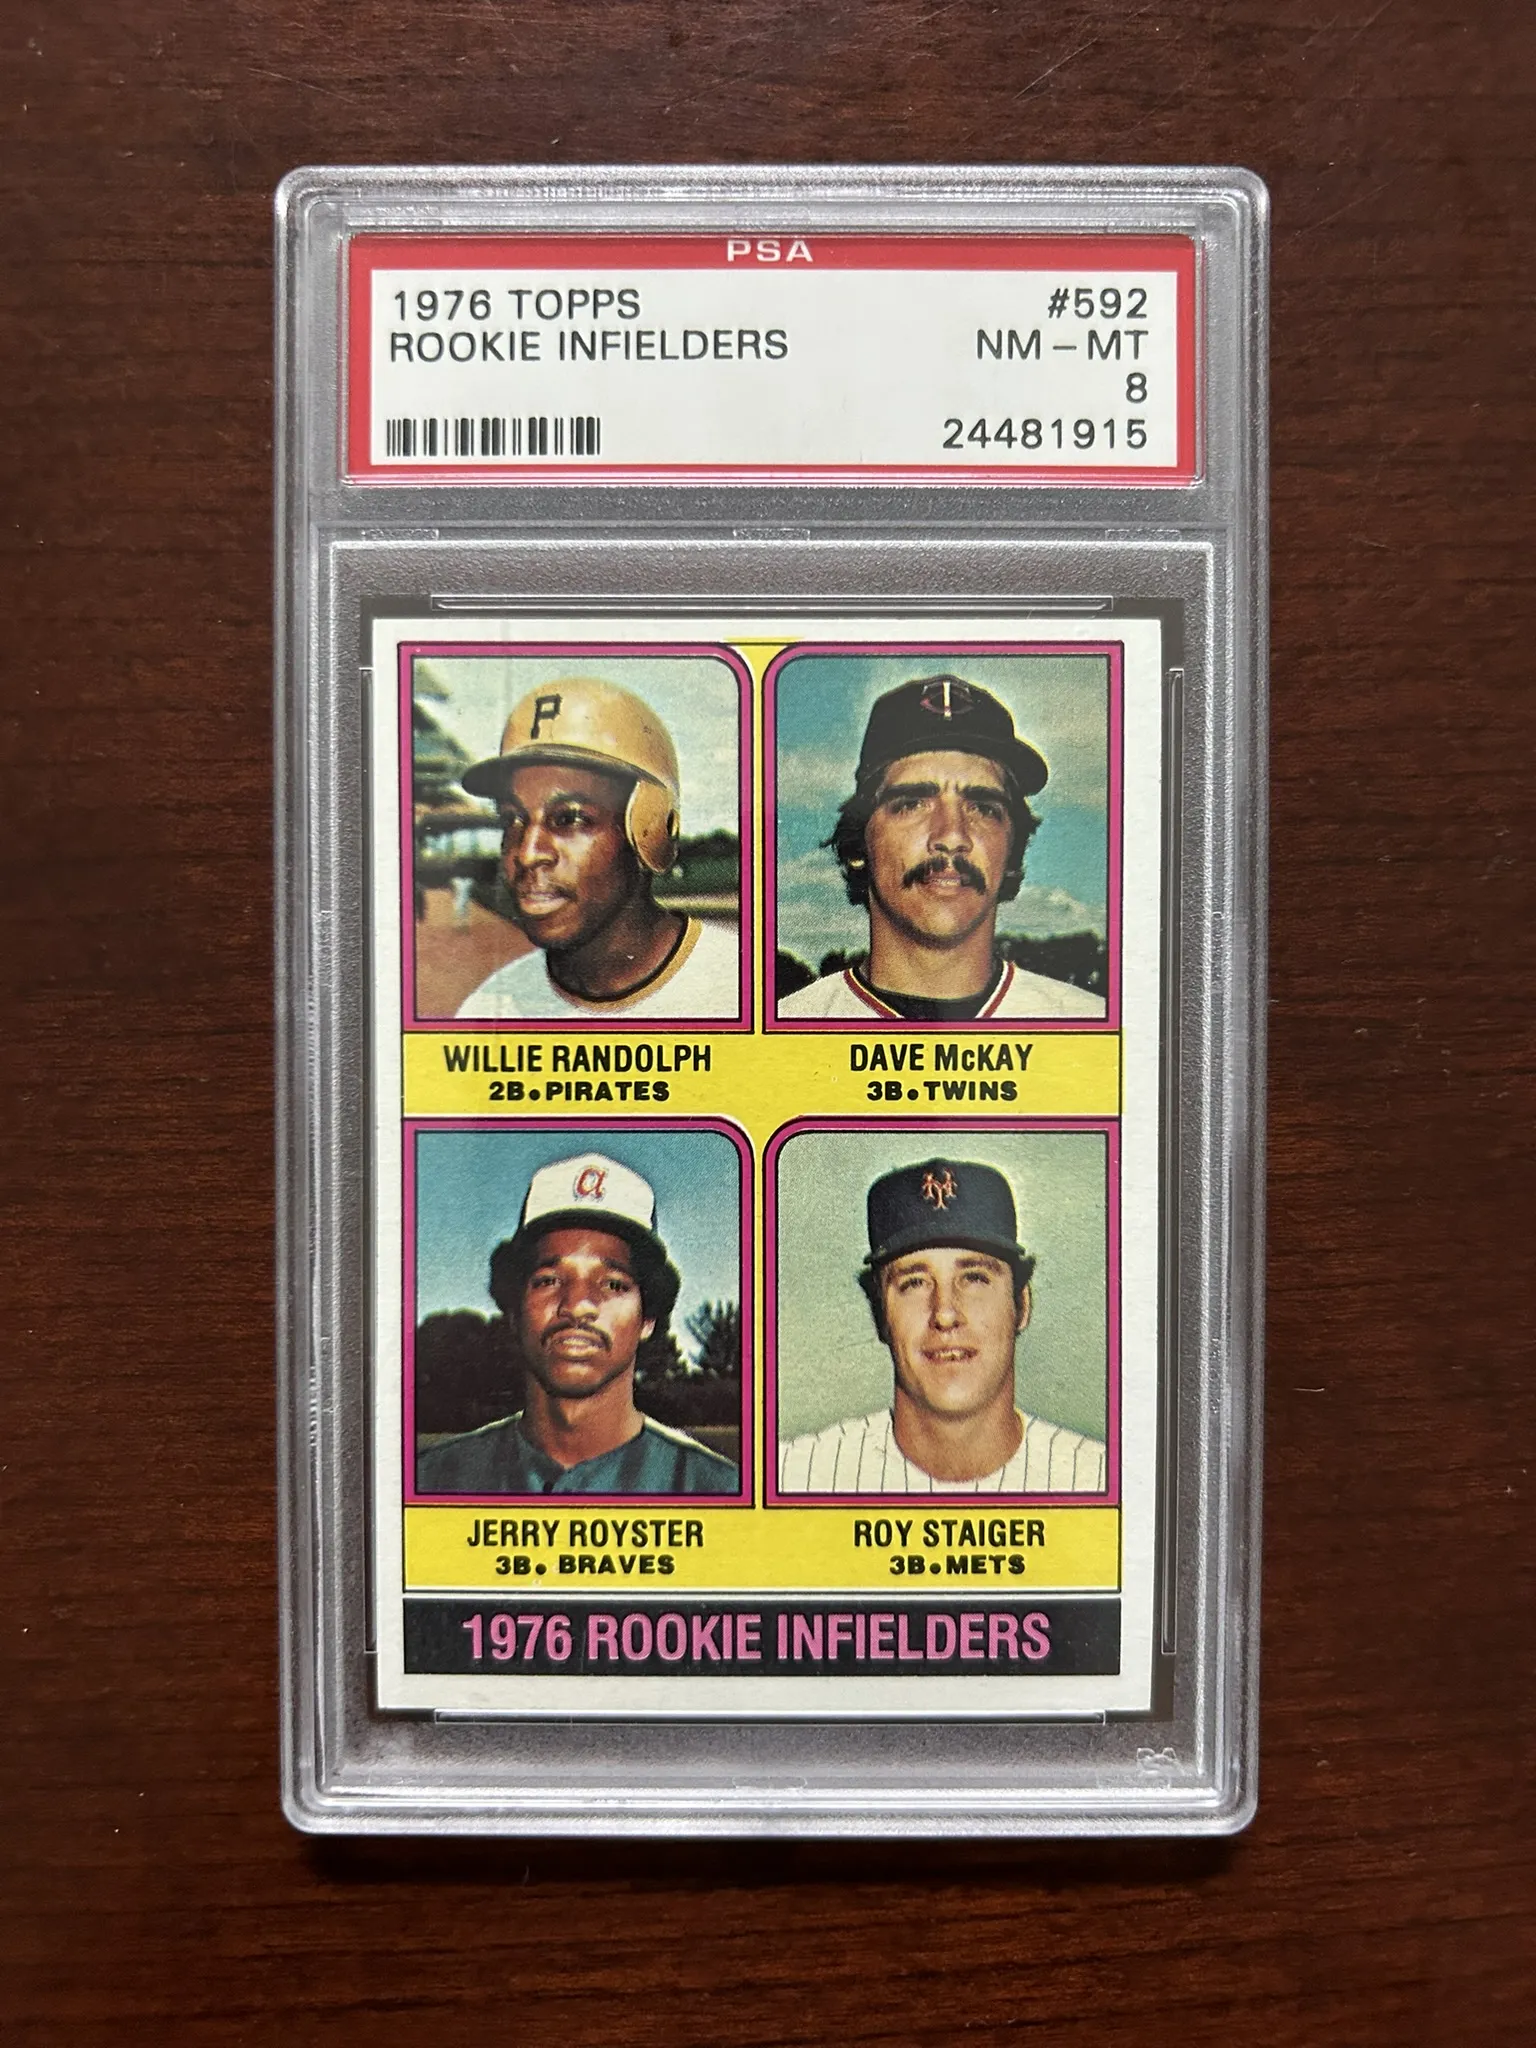 PSA
1976 TOPPS #592
ROOKIE INFIELDERS NM-MT
8
24481915
P
T
WILLIE RANDOLPH DAVE McKAY
2B.PIRATES 3B.TWINS
a
NY
JERRY ROYSTER ROY STAIGER
3B. BRAVES 3B.METS
1976 ROOKIE INFIELDERS